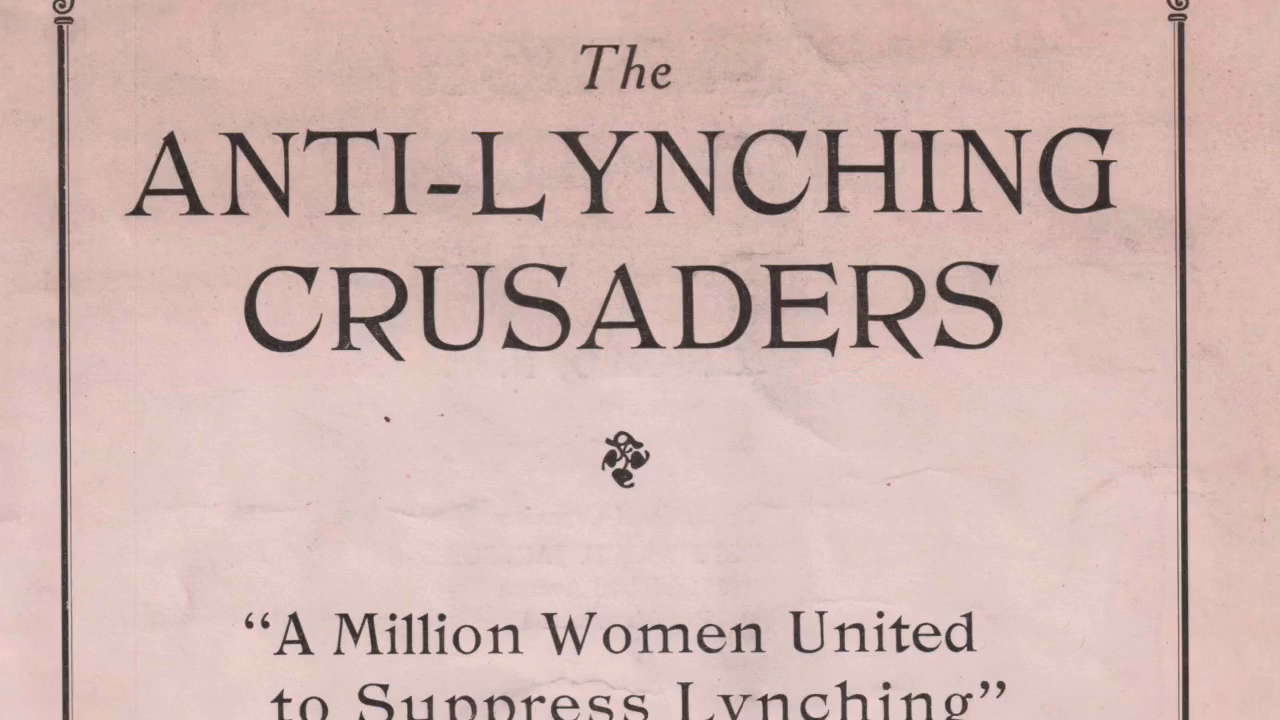 The
ANTI-LYNCHING
CRUSADERS
“A Million Women United
to Suppress Lynching”